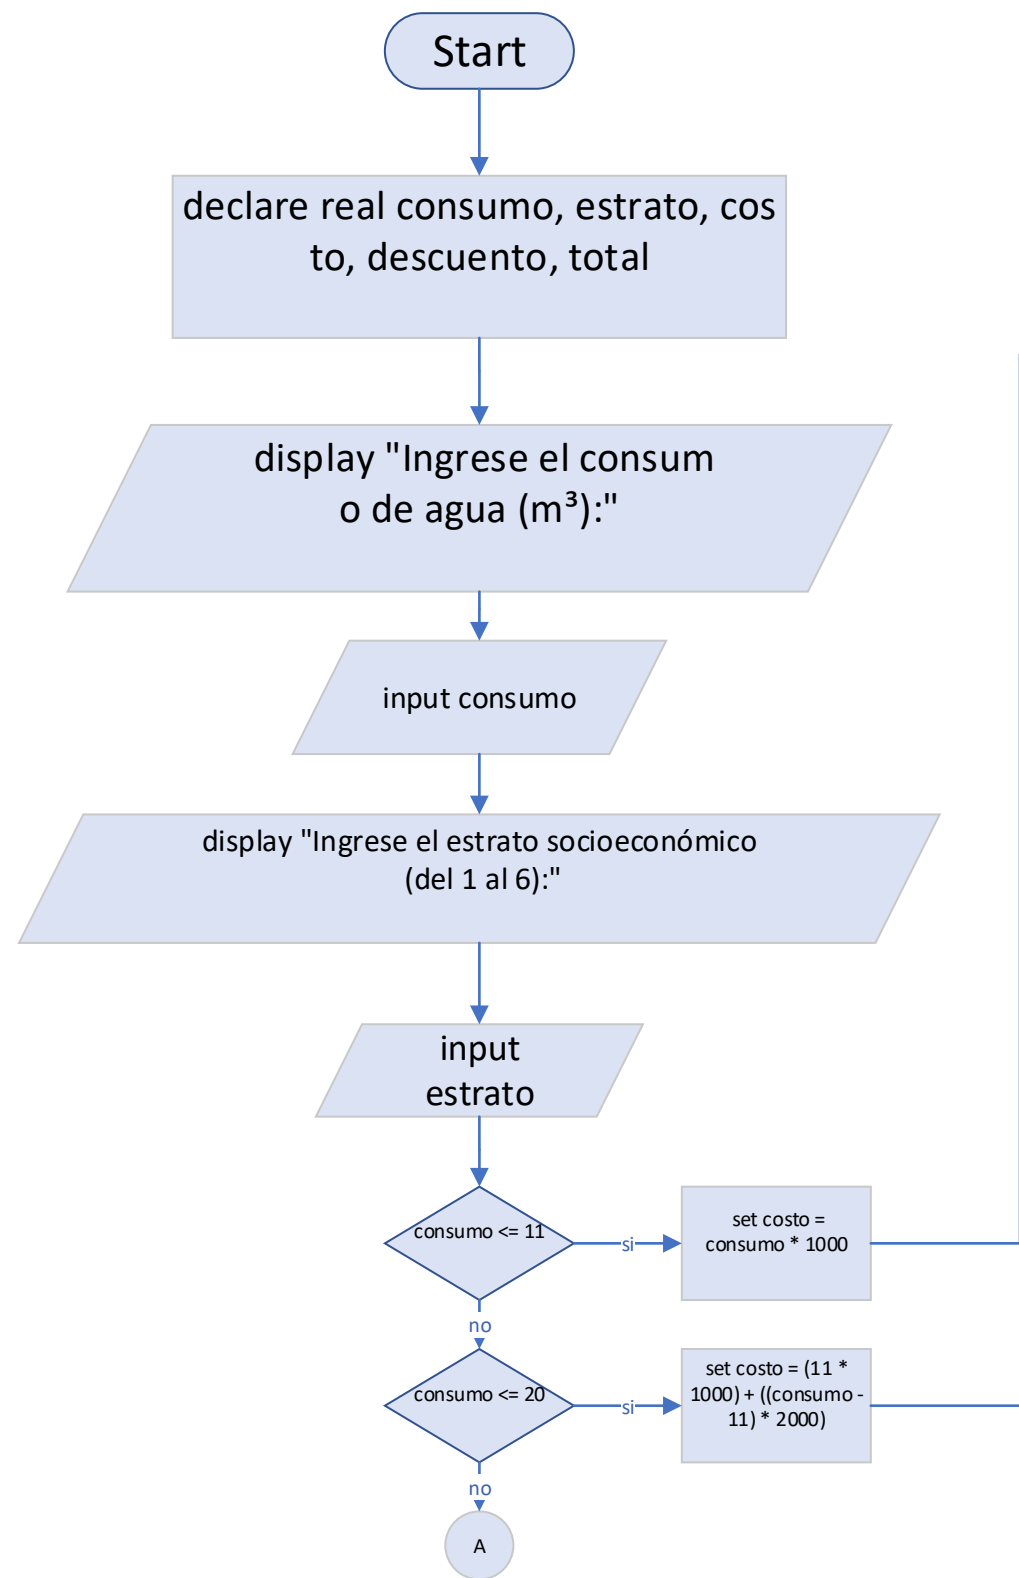 Start
declare real consumo, estrato, cos
to, descuento, total
display "Ingrese el consum
o de agua (m³):"
input consumo
display "Ingrese el estrato socioeconómico
(del 1 al 6):"
input
estrato
consumo <= 11
si
set costo =
consumo * 1000
no
consumo <= 20
si
set costo = (11 *
1000) + ((consumo -
11) * 2000)
no
A